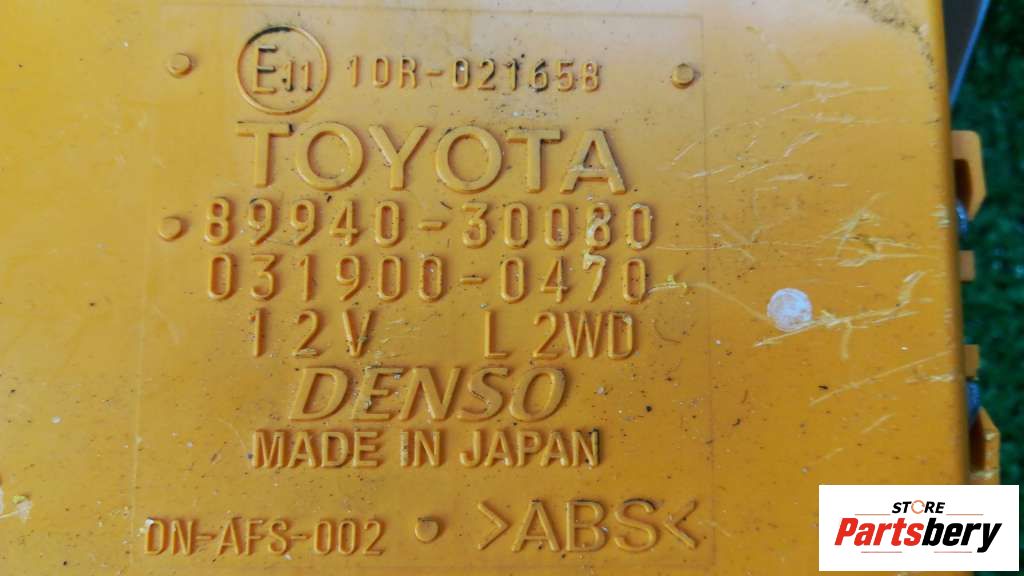 E11 10R-021658
TOYOTA
89940-30080
031900-0470
12V L 2WD
DENSO
MADE IN JAPAN
DN-AFS-002 >ABS<
STORE
Partsbery